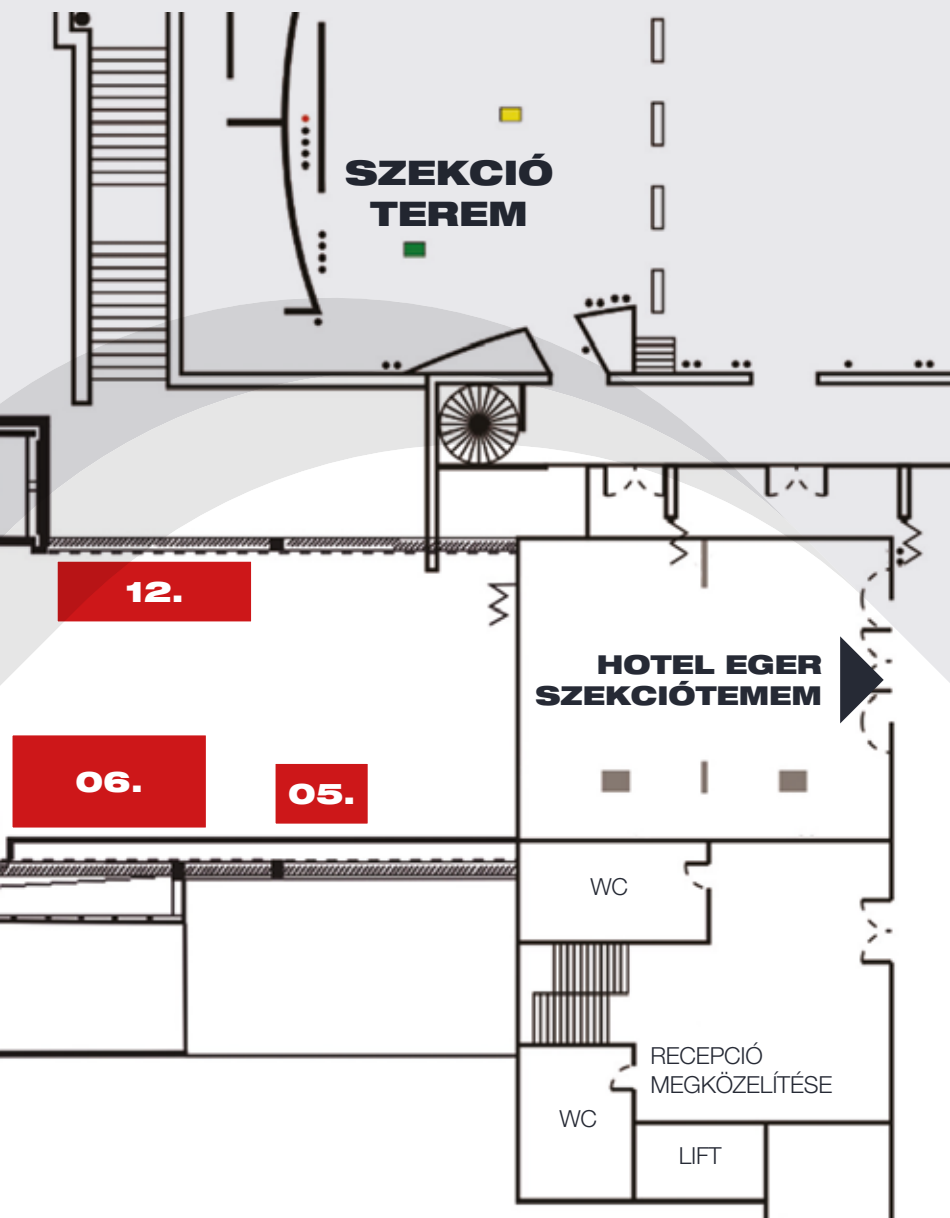 SZEKCIÓ
TEREM
12.
HOTEL EGER
SZEKCIÓTEMEM
06.
05.
WC
RECEPCIÓ
MEGKÖZELÍTÉSE
WC
LIFT